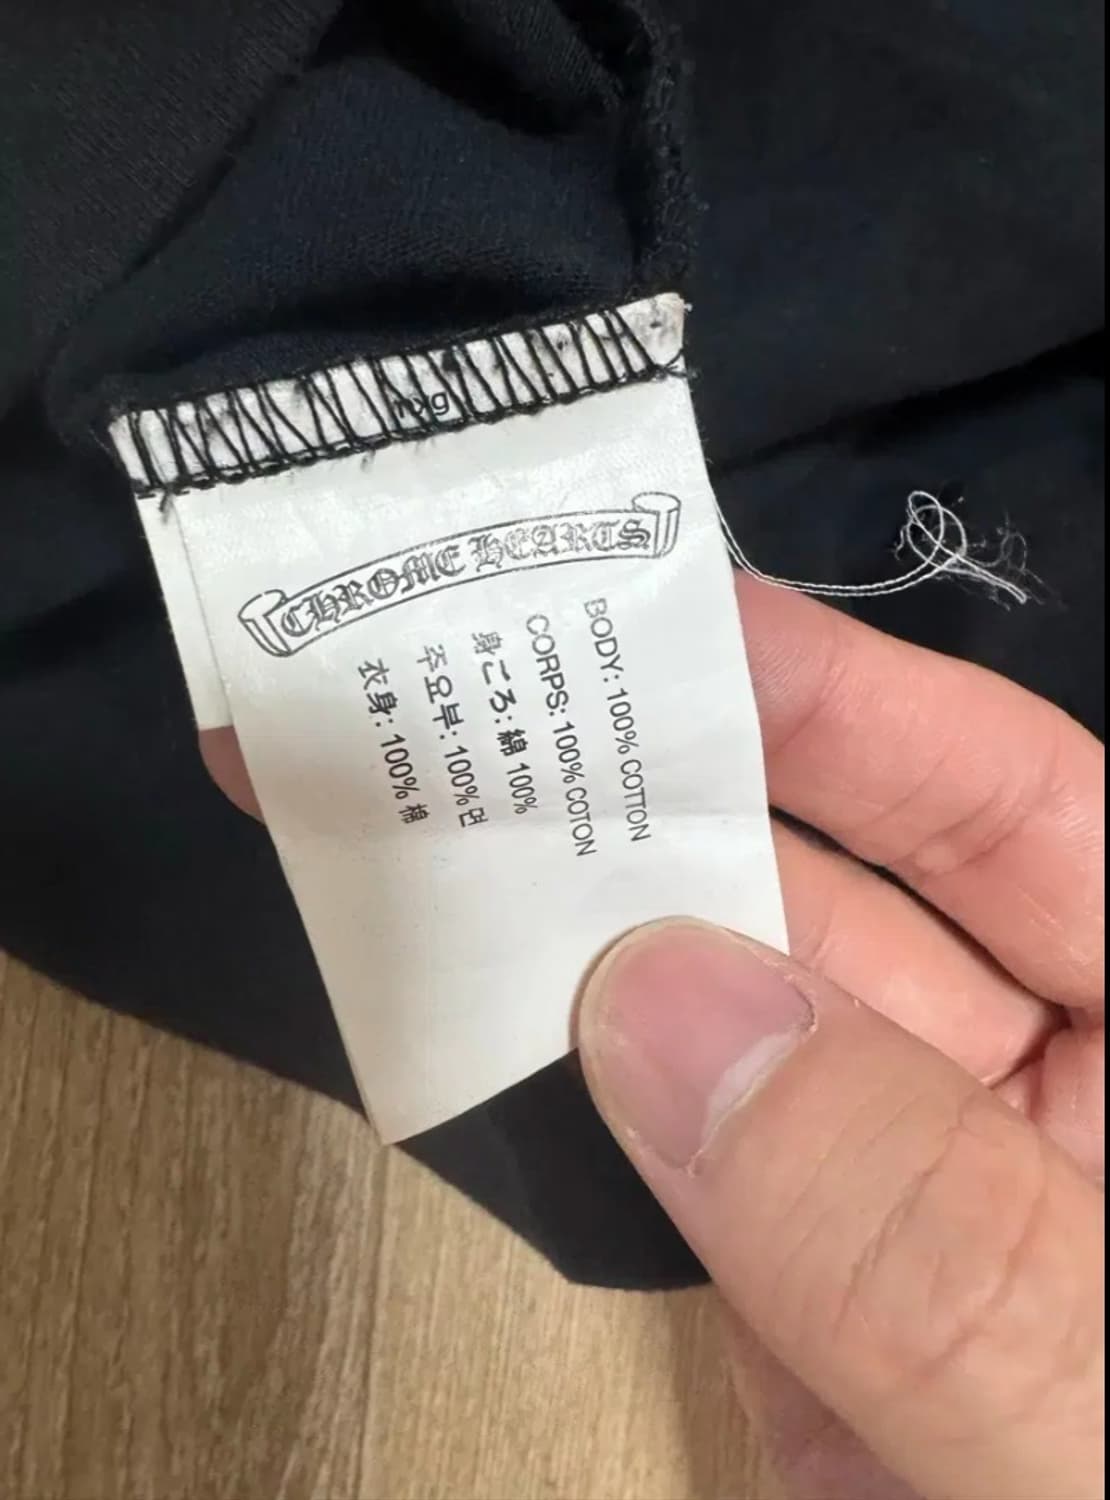 CHROME HEARTS
BODY: 100% COTTON
CORPS: 100% COTON
身ごろ: 綿 100%
주요부: 100% 면
衣身: 100% 棉